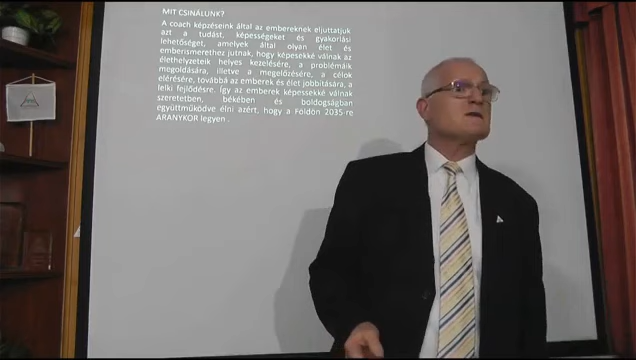 MIT CSINÁLUNK?
A coach képzéseink által az embereknek eljuttatjuk
azt a tudást, képességeket és gyakorlási
lehetőséget, amelyek által olyan élet és
emberismerethez jutnak, hogy képesekké válnak az
élethelyzeteik helyes kezelésére, a problémáik
megoldására, illetve a megelőzésére, a célok
elérésére, továbbá az emberek és élet jobbítására, a
lelki fejlődésre. Így az emberek képessekké válnak
szeretetben, békében és boldogságban
együttműködve élni azért, hogy a Földön 2035-re
ARANYKOR legyen .